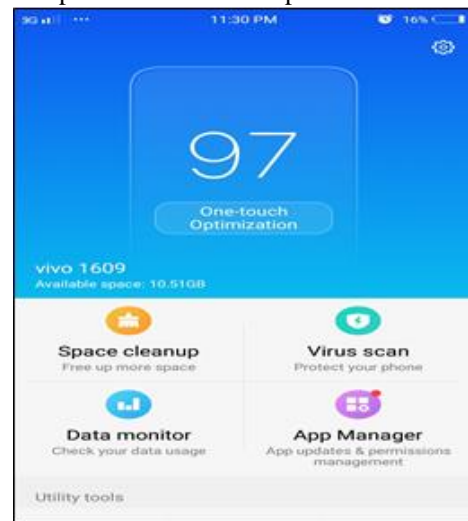 3G 11:30 PM 16%
97
One-touch
Optimization
vivo 1609
Available space: 10.51GB
Space cleanup Virus scan
Free up more space Protect your phone
Data monitor App Manager
Check your data usage App updates & permissions
management
Utility tools